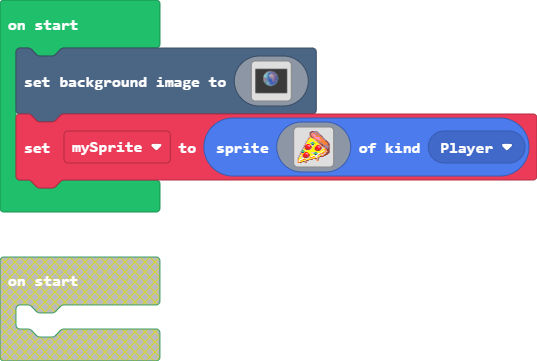 on start
set background image to
set mySprite to sprite of kind Player
on start